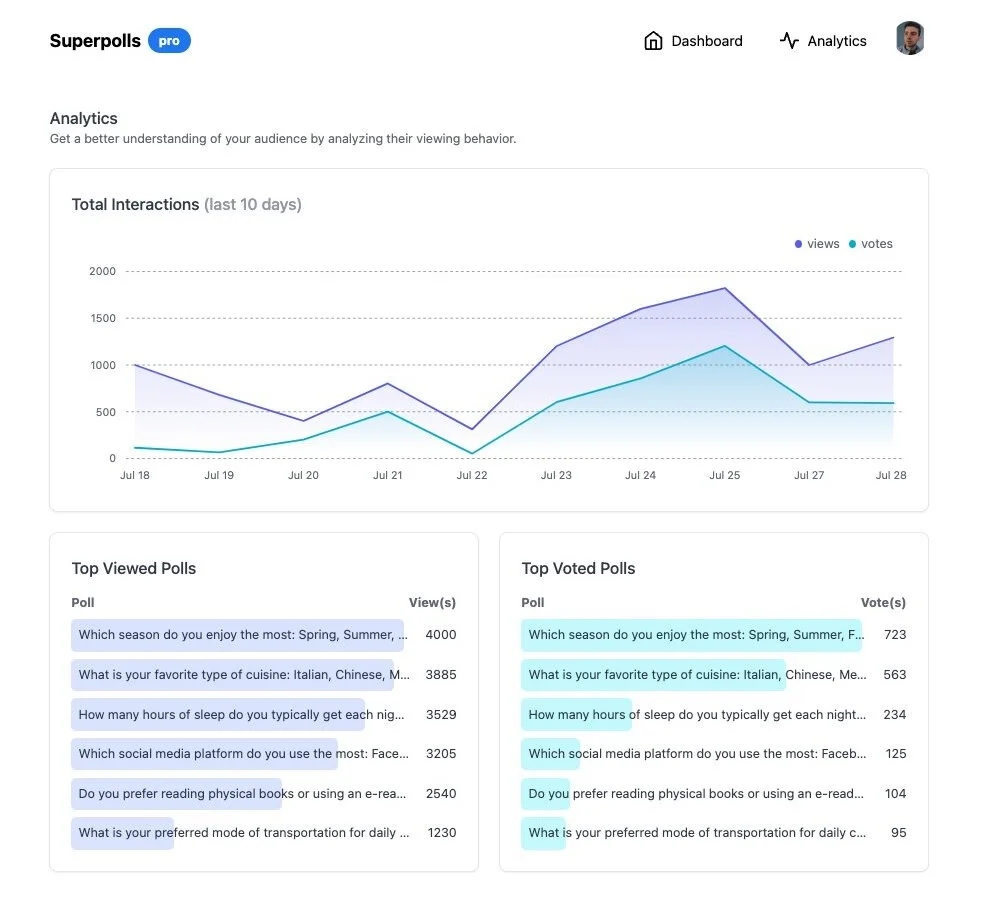 Superpolls pro Dashboard Analytics
Analytics
Get a better understanding of your audience by analyzing their viewing behavior.
Total Interactions (last 10 days)
views votes
2000
1500
1000
500
0
Jul 18 Jul 19 Jul 20 Jul 21 Jul 22 Jul 23 Jul 24 Jul 25 Jul 27 Jul 28
Top Viewed Polls
Poll View(s)
Which season do you enjoy the most: Spring, Summer, ... 4000
What is your favorite type of cuisine: Italian, Chinese, M... 3885
How many hours of sleep do you typically get each nig... 3529
Which social media platform do you use the most: Face... 3205
Do you prefer reading physical books or using an e-rea... 2540
What is your preferred mode of transportation for daily ... 1230
Top Voted Polls
Poll Vote(s)
Which season do you enjoy the most: Spring, Summer, F... 723
What is your favorite type of cuisine: Italian, Chinese, Me... 563
How many hours of sleep do you typically get each night... 234
Which social media platform do you use the most: Faceb... 125
Do you prefer reading physical books or using an e-read... 104
What is your preferred mode of transportation for daily c... 95